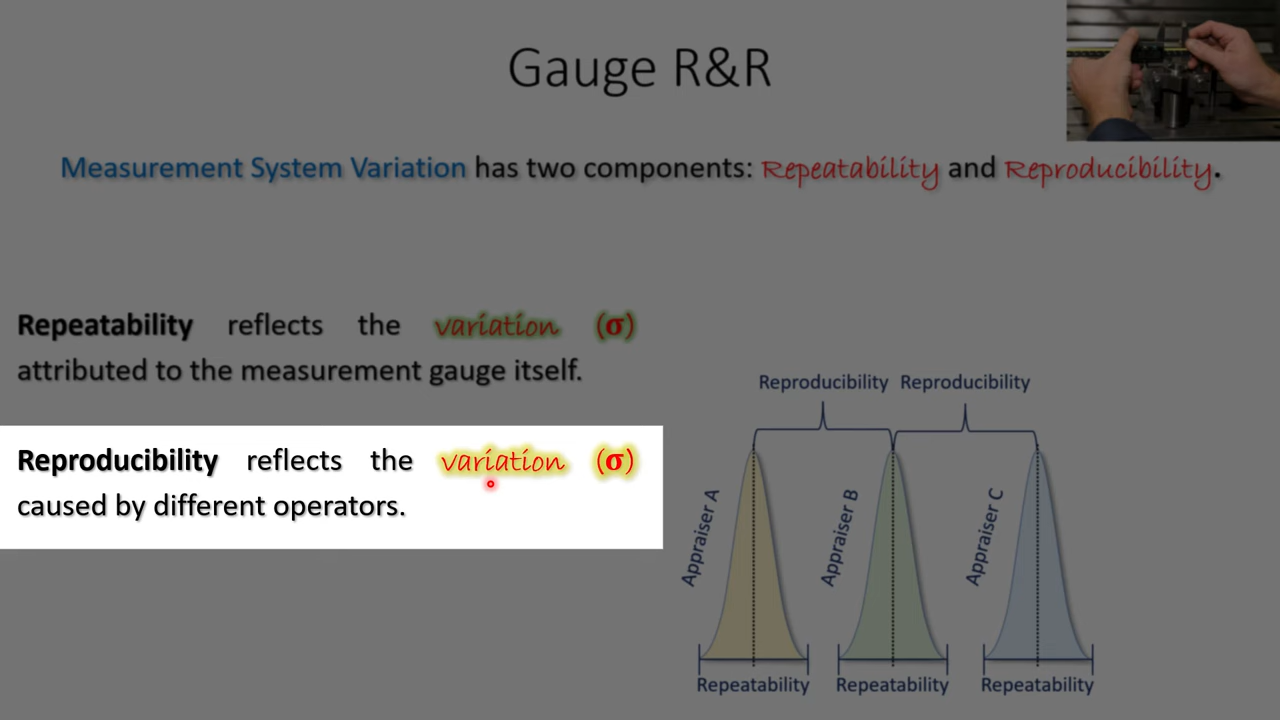 Gauge R&R
Measurement System Variation has two components: Repeatability and Reproducibility.
Repeatability reflects the variation (σ)
attributed to the measurement gauge itself.
Reproducibility reflects the variation (σ)
caused by different operators.
Reproducibility Reproducibility
Appraiser A
Appraiser B
Appraiser C
Repeatability Repeatability Repeatability